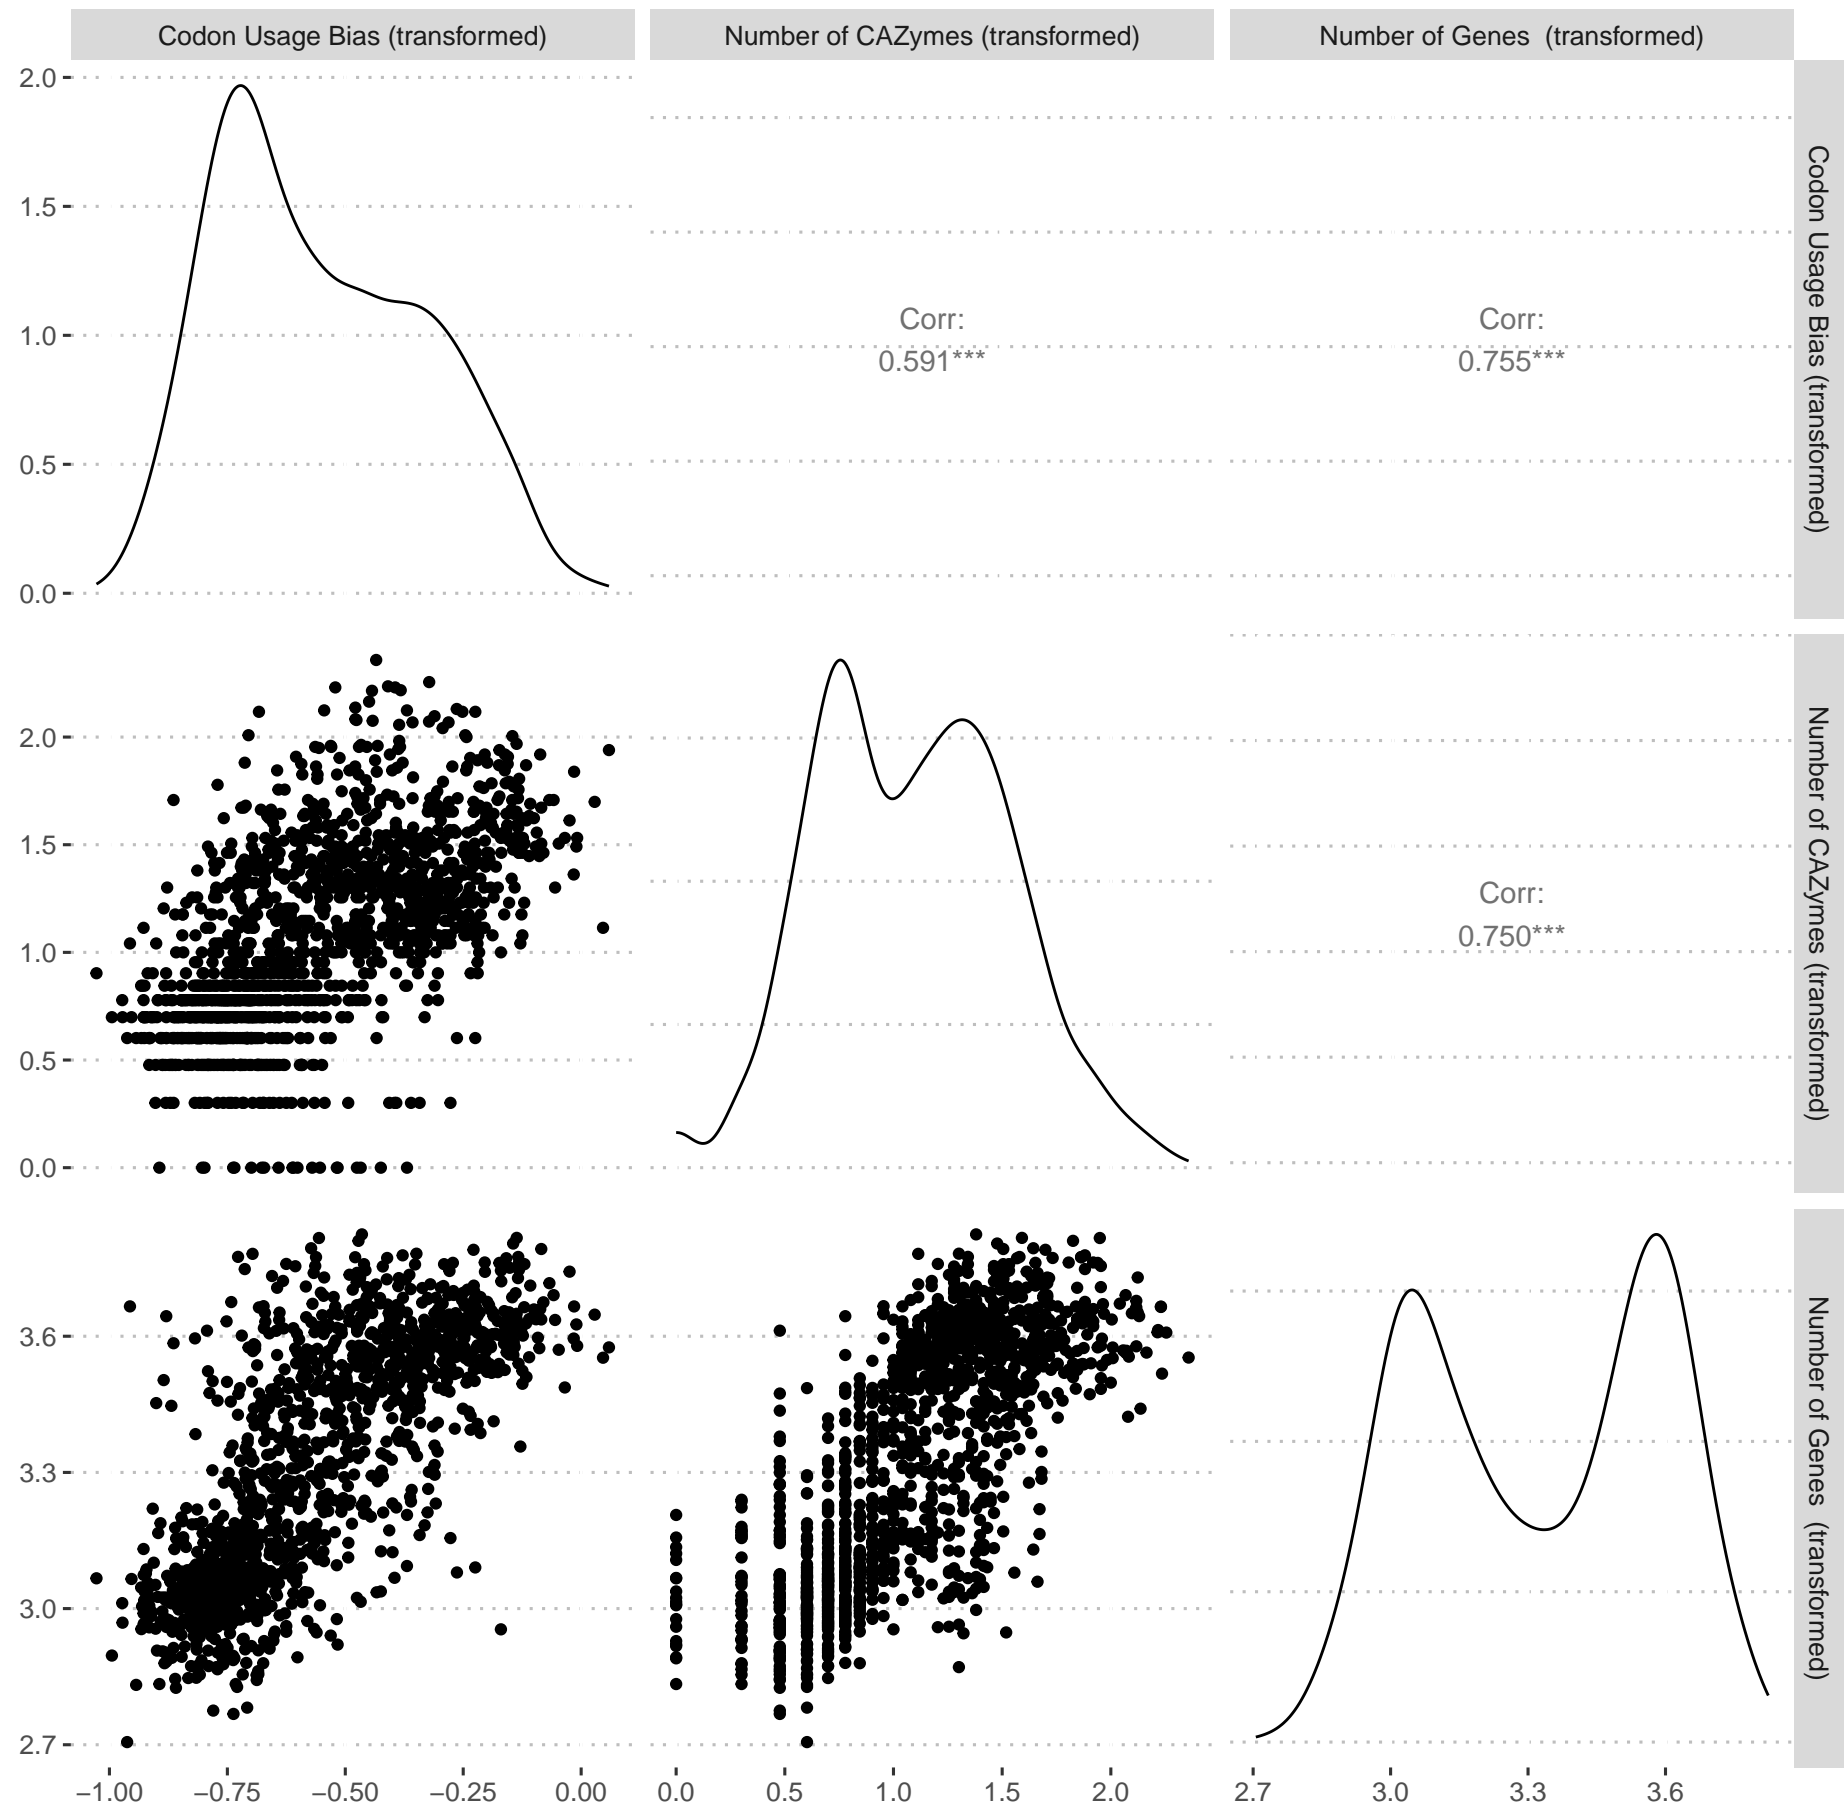 Codon Usage Bias (transformed)
Number of CAZymes (transformed)
Number of Genes  (transformed)
2.0
1.5
1.0
0.5
0.0
Corr:
0.591***
Corr:
0.755***
Codon Usage Bias (transformed)
2.0
1.5
1.0
0.5
0.0
Corr:
0.750***
Number of CAZymes (transformed)
3.6
3.3
3.0
2.7
Number of Genes  (transformed)
−1.00 −0.75 −0.50 −0.25 0.00
0.0 0.5 1.0 1.5 2.0
2.7 3.0 3.3 3.6